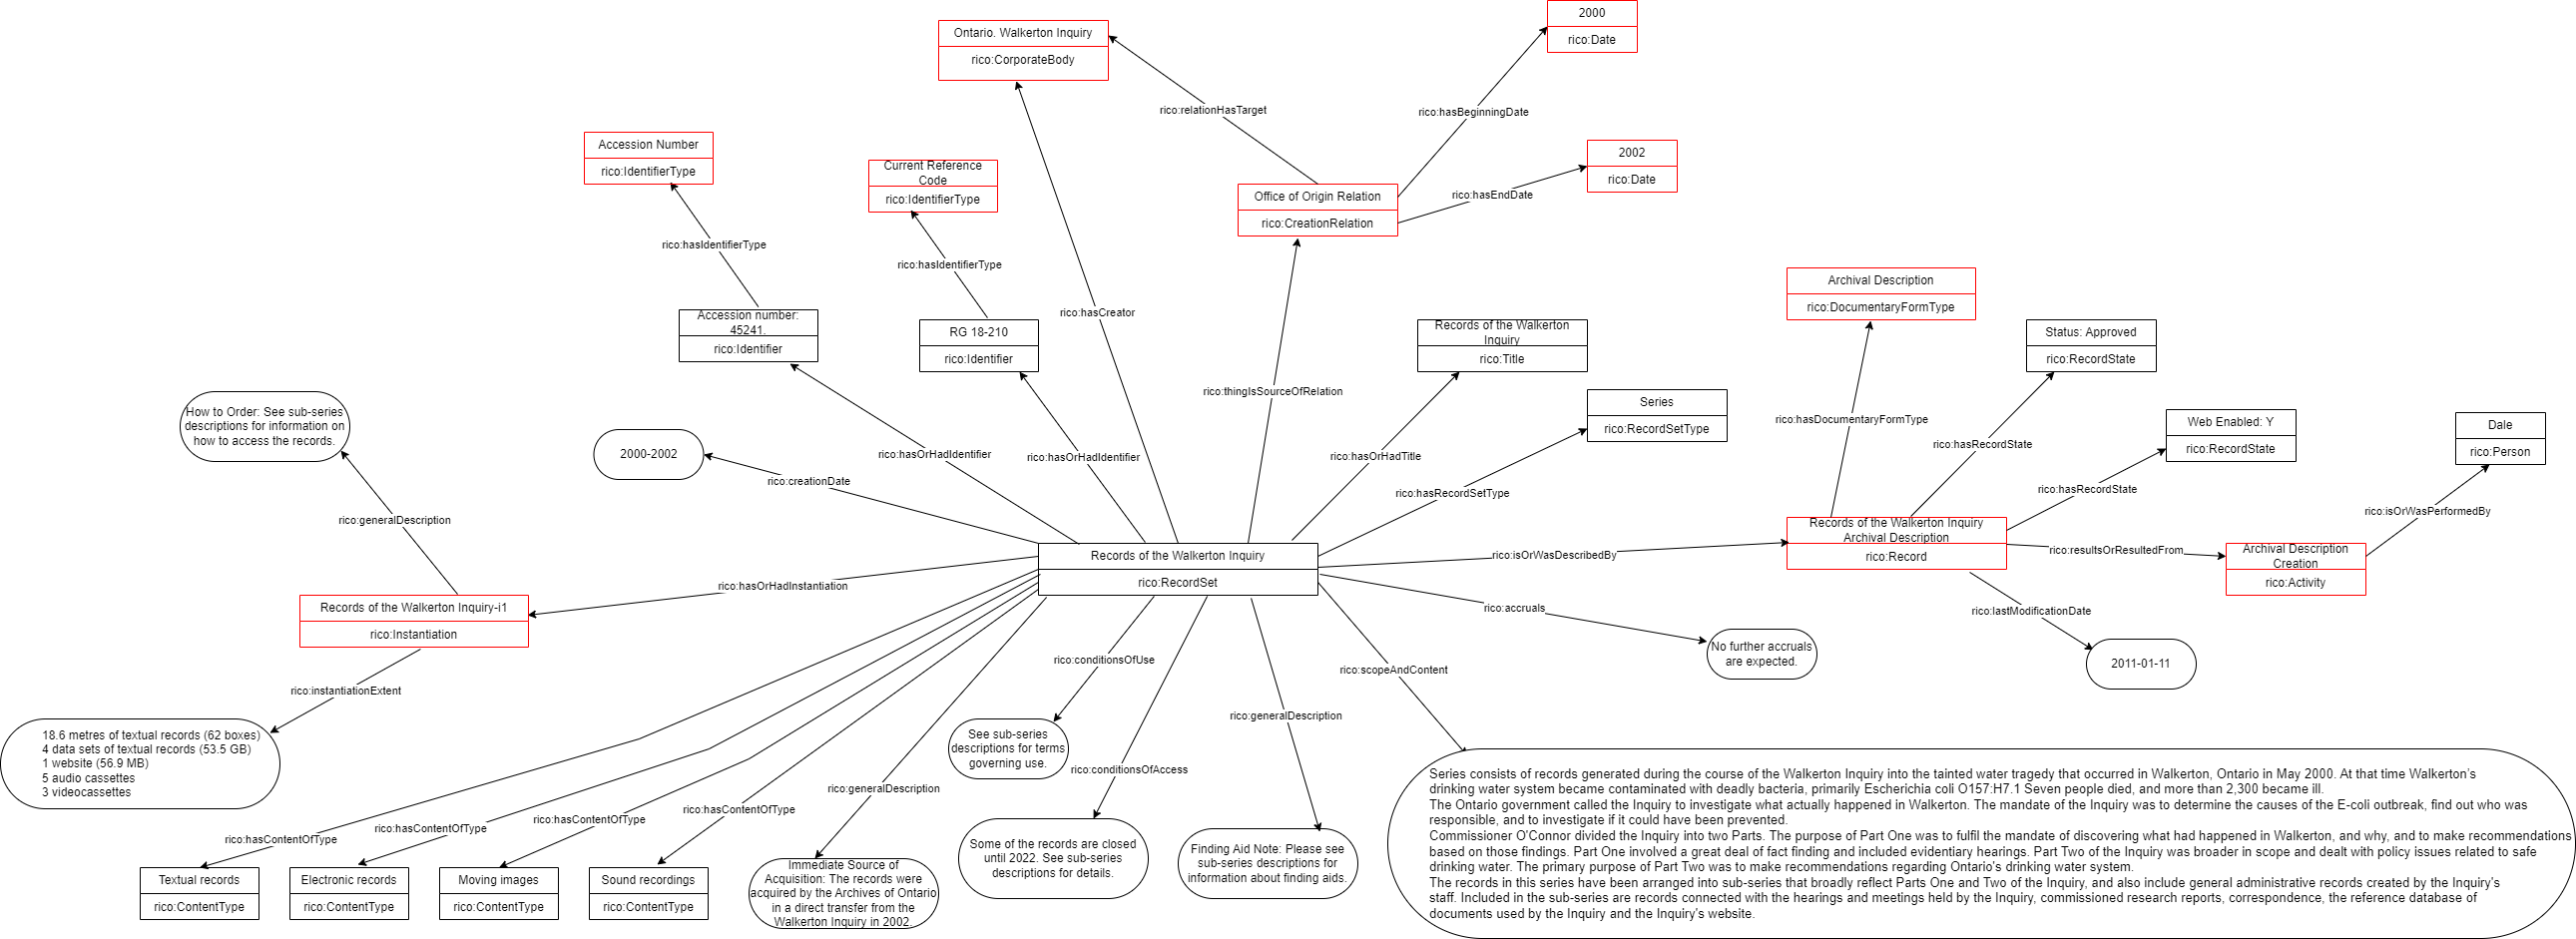 2000
rico:Date
Ontario. Walkerton Inquiry
rico:CorporateBody
rico:relationHasTarget
rico:hasBeginningDate
Accession Number
rico:IdentifierType
Current Reference
Code
rico:IdentifierType
2002
rico:Date
Office of Origin Relation
rico:CreationRelation
rico:hasEndDate
rico:hasIdentifierType
rico:hasIdentifierType
Archival Description
rico:DocumentaryFormType
Accession number:
45241.
rico:Identifier
RG 18-210
rico:Identifier
rico:hasCreator
Records of the Walkerton
Inquiry
rico:Title
Status: Approved
rico:RecordState
rico:thingIsSourceOfRelation
Series
rico:RecordSetType
How to Order: See sub-series
descriptions for information on
how to access the records.
rico:hasDocumentaryFormType
Web Enabled: Y
rico:RecordState
Dale
rico:Person
2000-2002
rico:hasOrHadIdentifier
rico:hasOrHadIdentifier
rico:hasOrHadTitle
rico:hasRecordState
rico:creationDate
rico:hasRecordSetType
rico:hasRecordState
rico:isOrWasPerformedBy
rico:generalDescription
Records of the Walkerton Inquiry
Archival Description
rico:Record
Records of the Walkerton Inquiry
rico:RecordSet
rico:isOrWasDescribedBy
rico:resultsOrResultedFrom
Archival Description
Creation
rico:Activity
rico:hasOrHadInstantiation
Records of the Walkerton Inquiry-i1
rico:Instantiation
rico:accruals
rico:lastModificationDate
No further accruals
are expected.
2011-01-11
rico:conditionsOfUse
rico:scopeAndContent
rico:instantiationExtent
rico:generalDescription
18.6 metres of textual records (62 boxes)
4 data sets of textual records (53.5 GB)
1 website (56.9 MB)
5 audio cassettes
3 videocassettes
See sub-series
descriptions for terms
governing use.
rico:conditionsOfAccess
rico:generalDescription
rico:hasContentOfType
rico:hasContentOfType
rico:hasContentOfType
rico:hasContentOfType
Series consists of records generated during the course of the Walkerton Inquiry into the tainted water tragedy that occurred in Walkerton, Ontario in May 2000. At that time Walkerton's
drinking water system became contaminated with deadly bacteria, primarily Escherichia coli O157:H7.1 Seven people died, and more than 2,300 became ill.
The Ontario government called the Inquiry to investigate what actually happened in Walkerton. The mandate of the Inquiry was to determine the causes of the E-coli outbreak, find out who was
responsible, and to investigate if it could have been prevented.
Commissioner O'Connor divided the Inquiry into two Parts. The purpose of Part One was to fulfil the mandate of discovering what had happened in Walkerton, and why, and to make recommendations
based on those findings. Part One involved a great deal of fact finding and included evidentiary hearings. Part Two of the Inquiry was broader in scope and dealt with policy issues related to safe
drinking water. The primary purpose of Part Two was to make recommendations regarding Ontario's drinking water system.
The records in this series have been arranged into sub-series that broadly reflect Parts One and Two of the Inquiry, and also include general administrative records created by the Inquiry's
staff. Included in the sub-series are records connected with the hearings and meetings held by the Inquiry, commissioned research reports, correspondence, the reference database of
documents used by the Inquiry and the Inquiry's website.
Textual records
rico:ContentType
Electronic records
rico:ContentType
Moving images
rico:ContentType
Sound recordings
rico:ContentType
Immediate Source of
Acquisition: The records were
acquired by the Archives of Ontario
in a direct transfer from the
Walkerton Inquiry in 2002.
Some of the records are closed
until 2022. See sub-series
descriptions for details.
Finding Aid Note: Please see
sub-series descriptions for
information about finding aids.